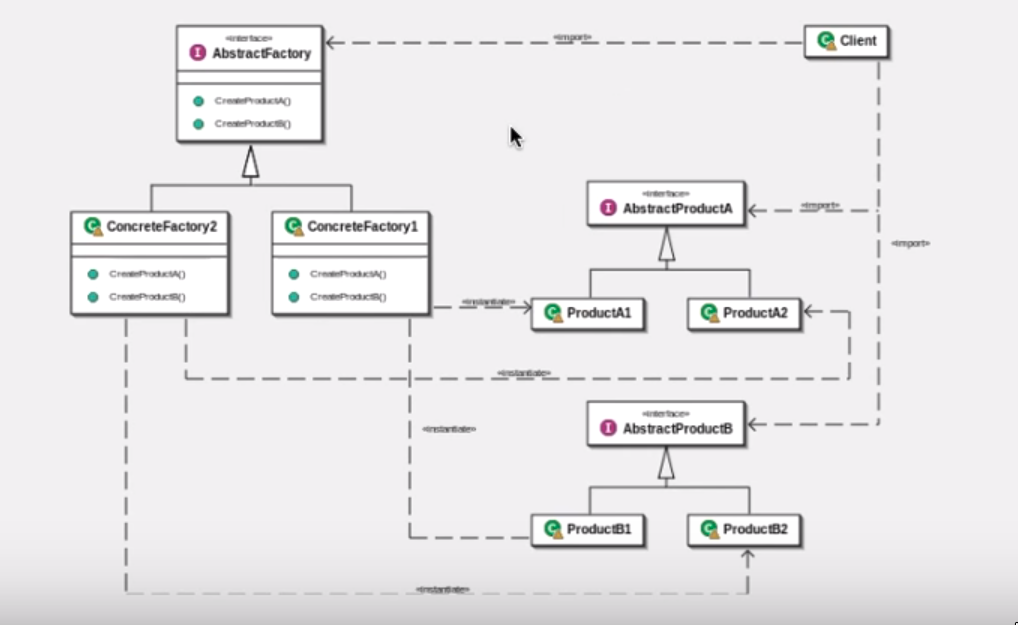 «interface»
AbstractFactory
CreateProductA()
CreateProductB()
«import»
Client
ConcreteFactory2
CreateProductA()
CreateProductB()
ConcreteFactory1
CreateProductA()
CreateProductB()
«interface»
AbstractProductA
«import»
«import»
«instantiate»
ProductA1
ProductA2
«instantiate»
«interface»
AbstractProductB
«instantiate»
ProductB1
ProductB2
«instantiate»